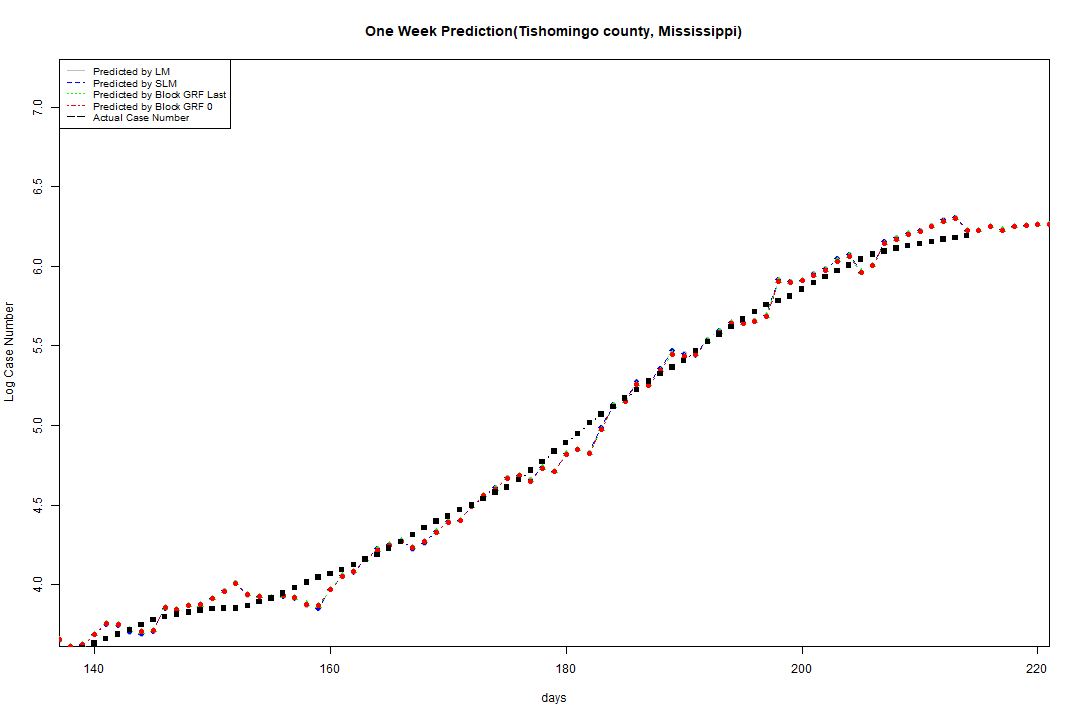 One Week Prediction(Tishomingo county, Mississippi)
Predicted by LM
Predicted by SLM
Predicted by Block GRF Last
Predicted by Block GRF 0
Actual Case Number
7.0
6.5
6.0
5.5
5.0
4.5
4.0
Log Case Number
140 160 180 200 220
days